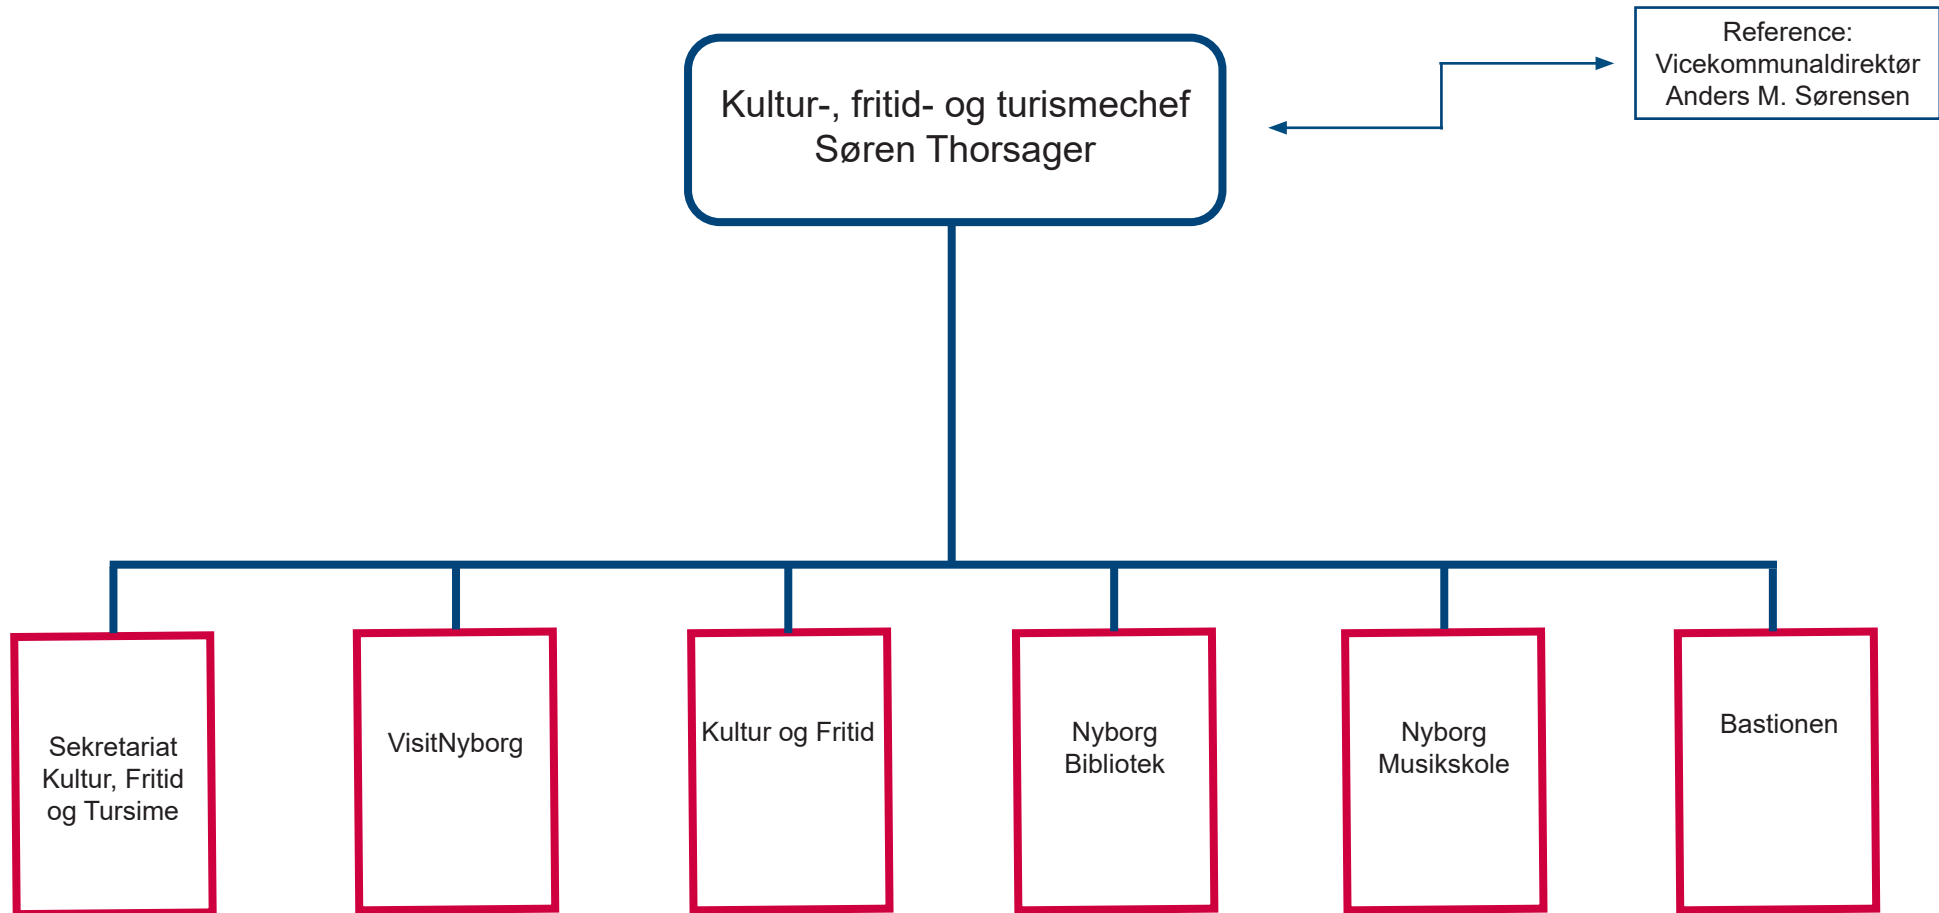 Reference:
Vicekommunaldirektør
Anders M. Sørensen
Kultur-, fritid- og turismechef
Søren Thorsager
Sekretariat
Kultur, Fritid
og Tursime
VisitNyborg
Kultur og Fritid
Nyborg
Bibliotek
Nyborg
Musikskole
Bastionen